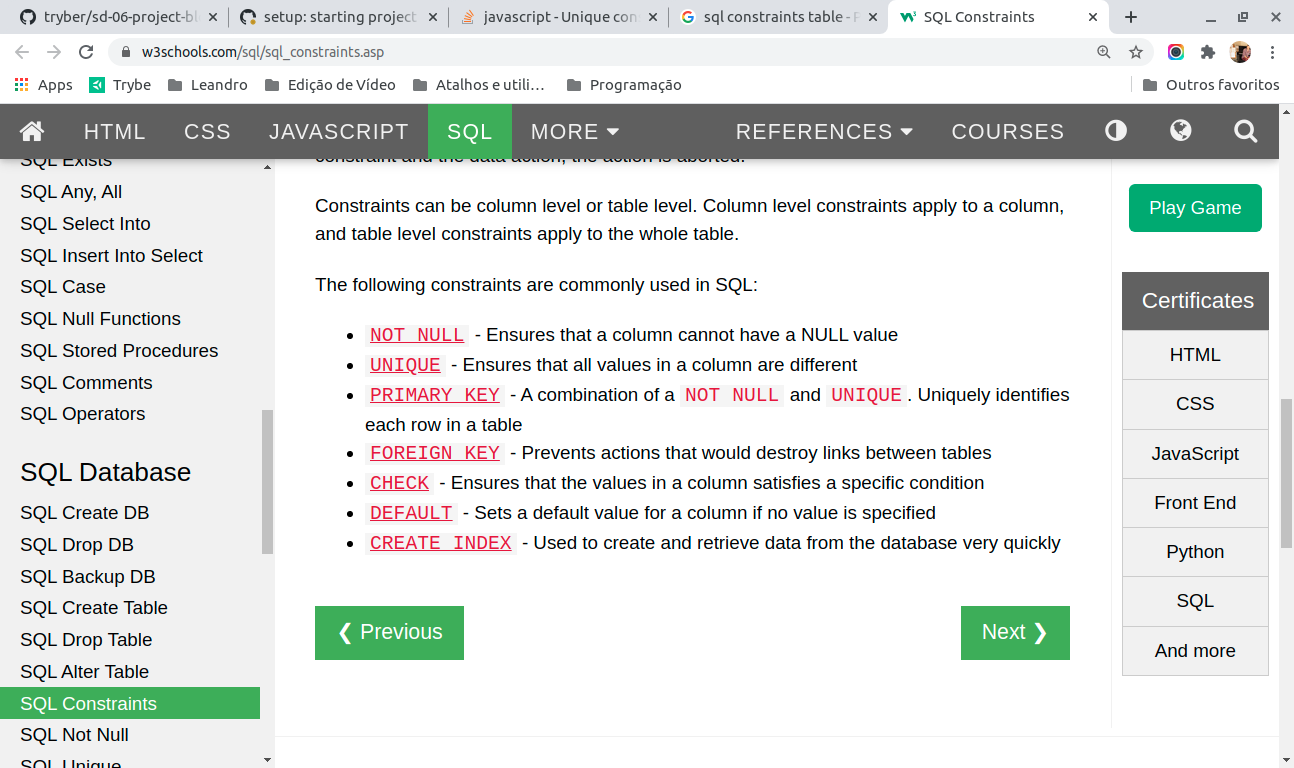 tryber/sd-06-project-bl
setup: starting project
javascript - Unique con
sql constraints table - P
SQL Constraints
w3schools.com/sql/sql_constraints.asp
Apps
Trybe
Leandro
Edição de Vídeo
Atalhos e utili…
Programação
Outros favoritos
HTML
CSS
JAVASCRIPT
SQL
MORE
REFERENCES
COURSES
SQL Exists
SQL Any, All
SQL Select Into
SQL Insert Into Select
SQL Case
SQL Null Functions
SQL Stored Procedures
SQL Comments
SQL Operators
SQL Database
SQL Create DB
SQL Drop DB
SQL Backup DB
SQL Create Table
SQL Drop Table
SQL Alter Table
SQL Constraints
SQL Not Null
SQL Unique
constraint and the data action, the action is aborted.
Constraints can be column level or table level. Column level constraints apply to a column,
and table level constraints apply to the whole table.
The following constraints are commonly used in SQL:
• NOT NULL - Ensures that a column cannot have a NULL value
• UNIQUE - Ensures that all values in a column are different
• PRIMARY KEY - A combination of a NOT NULL and UNIQUE. Uniquely identifies
each row in a table
• FOREIGN KEY - Prevents actions that would destroy links between tables
• CHECK - Ensures that the values in a column satisfies a specific condition
• DEFAULT - Sets a default value for a column if no value is specified
• CREATE INDEX - Used to create and retrieve data from the database very quickly
❮ Previous
Next ❯
Play Game
Certificates
HTML
CSS
JavaScript
Front End
Python
SQL
And more